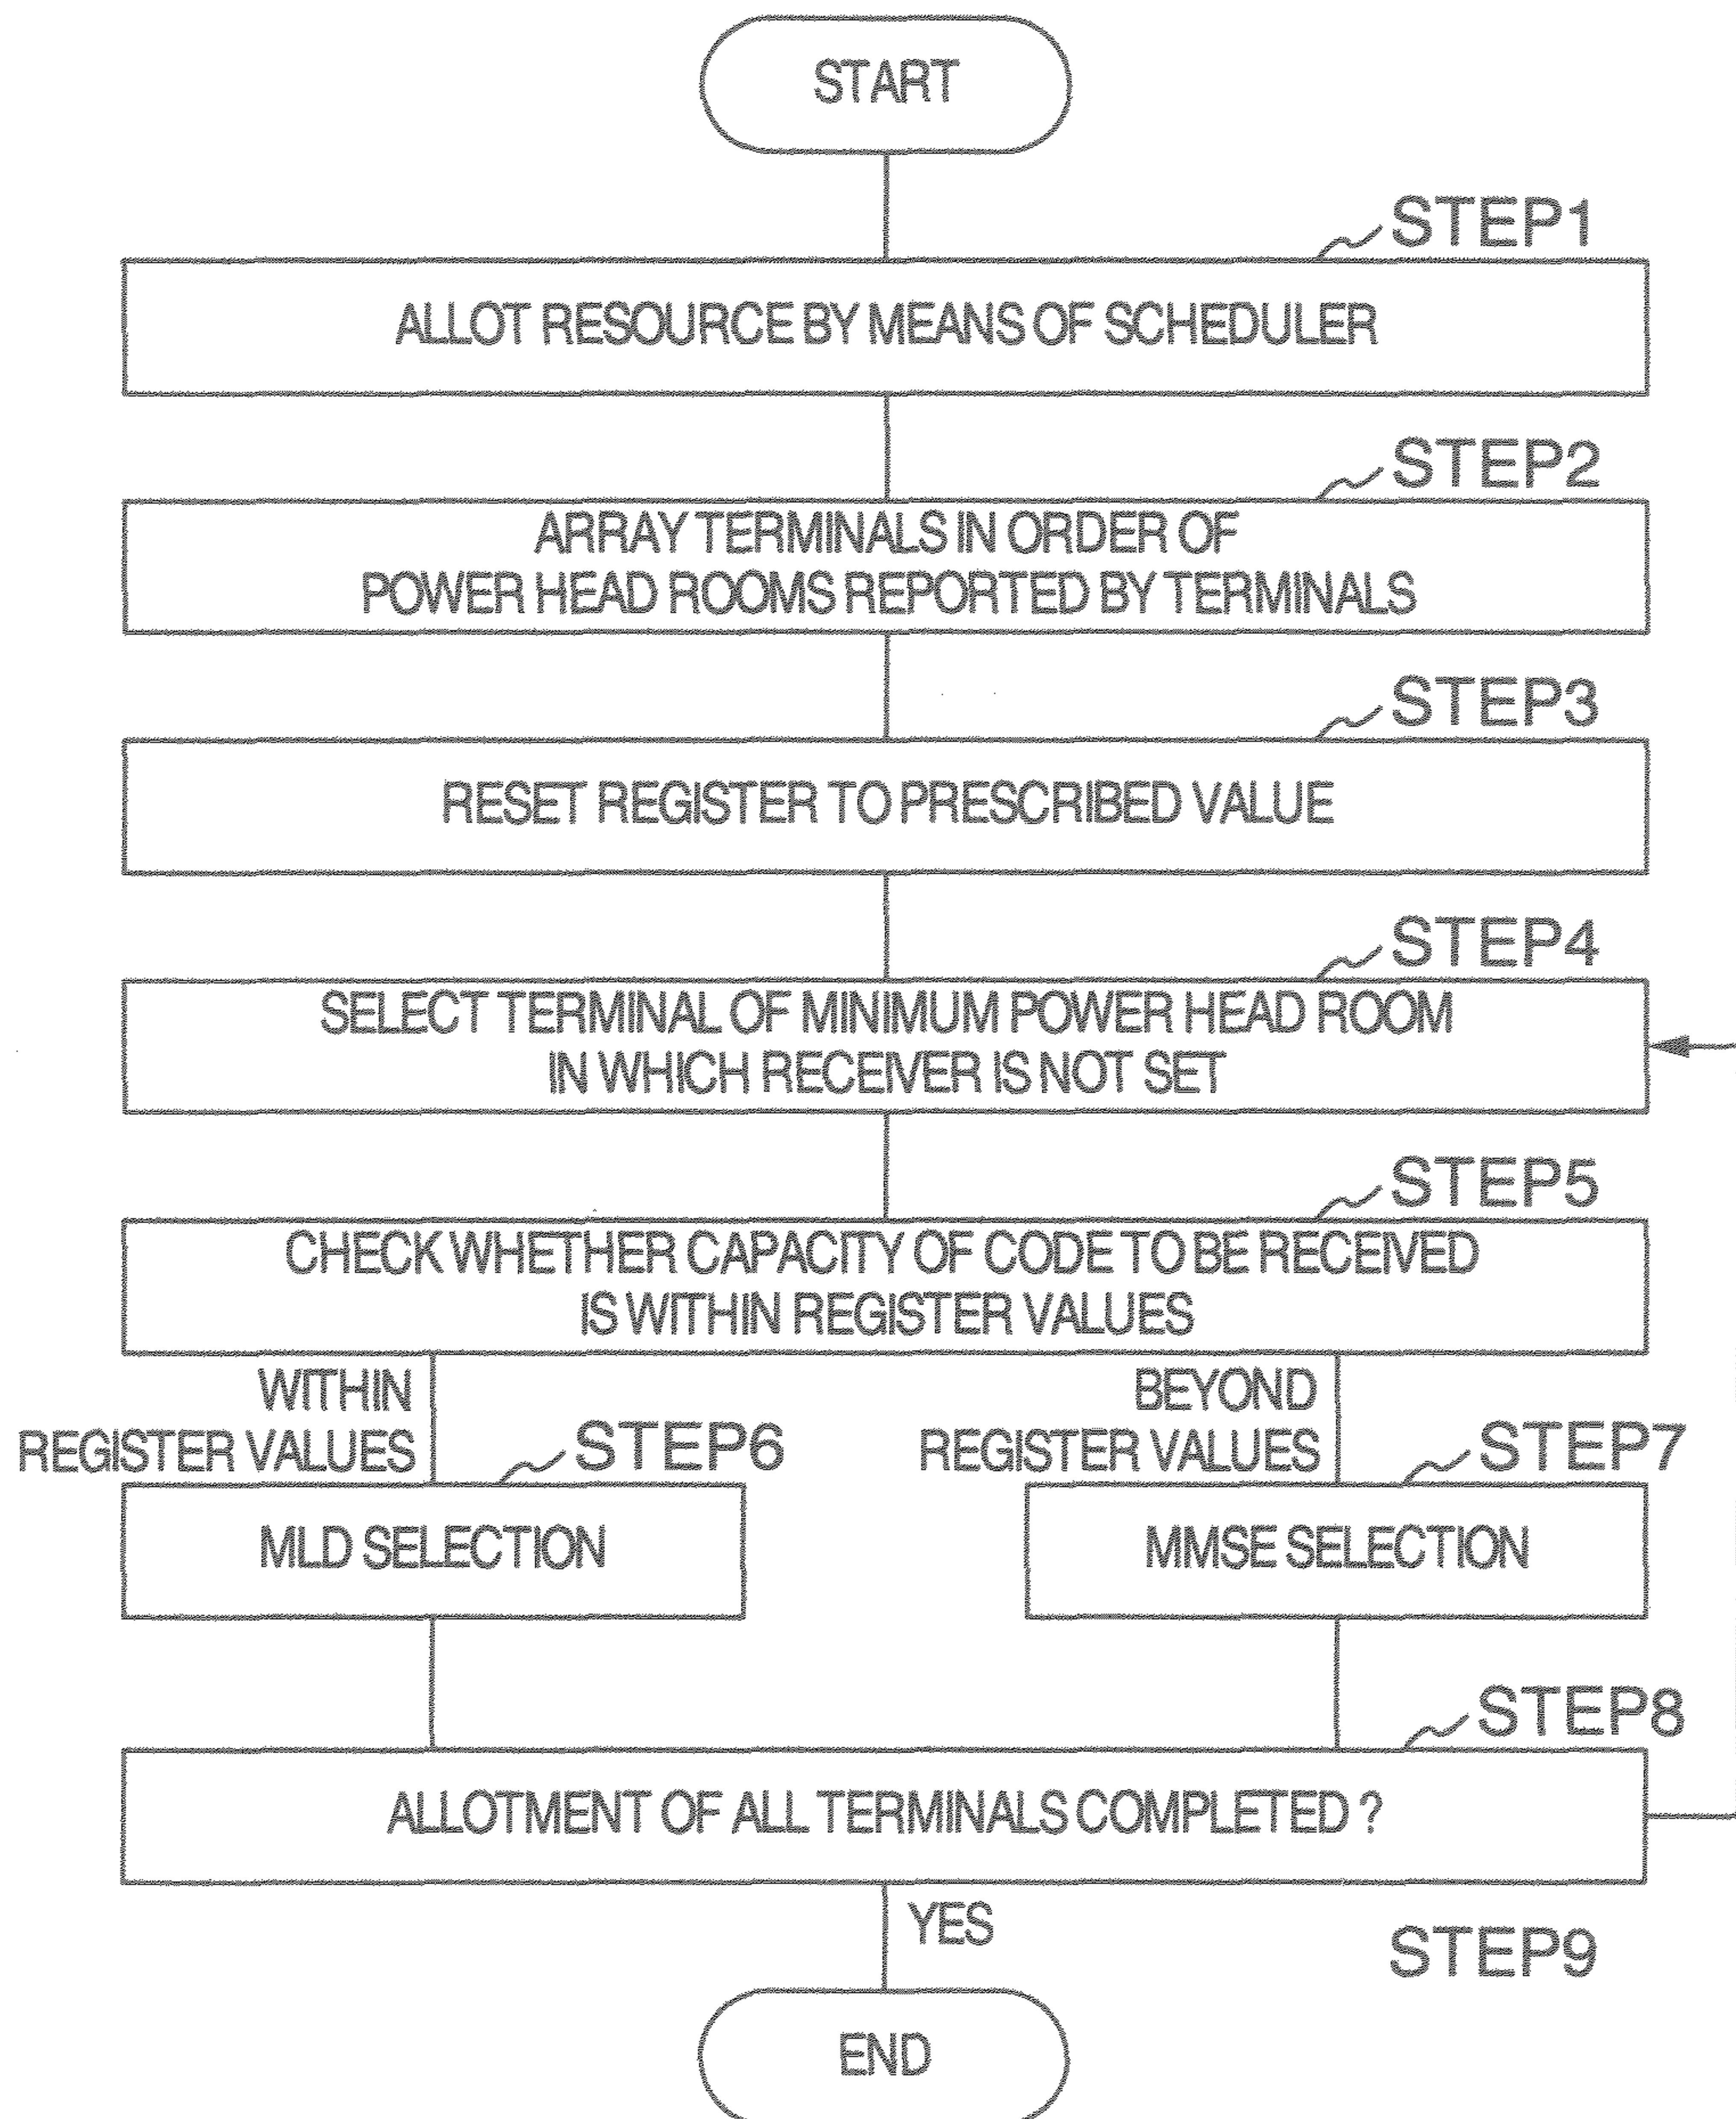 START
STEP1
ALLOT RESOURCE BY MEANS OF SCHEDULER
STEP2
ARRAY TERMINALS IN ORDER OF
POWER HEAD ROOMS REPORTED BY TERMINALS
STEP3
RESET REGISTER TO PRESCRIBED VALUE
STEP4
SELECT TERMINAL OF MINIMUM POWER HEAD ROOM
IN WHICH RECEIVER IS NOT SET
STEP5
CHECK WHETHER CAPACITY OF CODE TO BE RECEIVED
IS WITHIN REGISTER VALUES
WITHIN
REGISTER VALUES
STEP6
MLD SELECTION
BEYOND
REGISTER VALUES
STEP7
MMSE SELECTION
STEP8
ALLOTMENT OF ALL TERMINALS COMPLETED ?
YES
STEP9
END